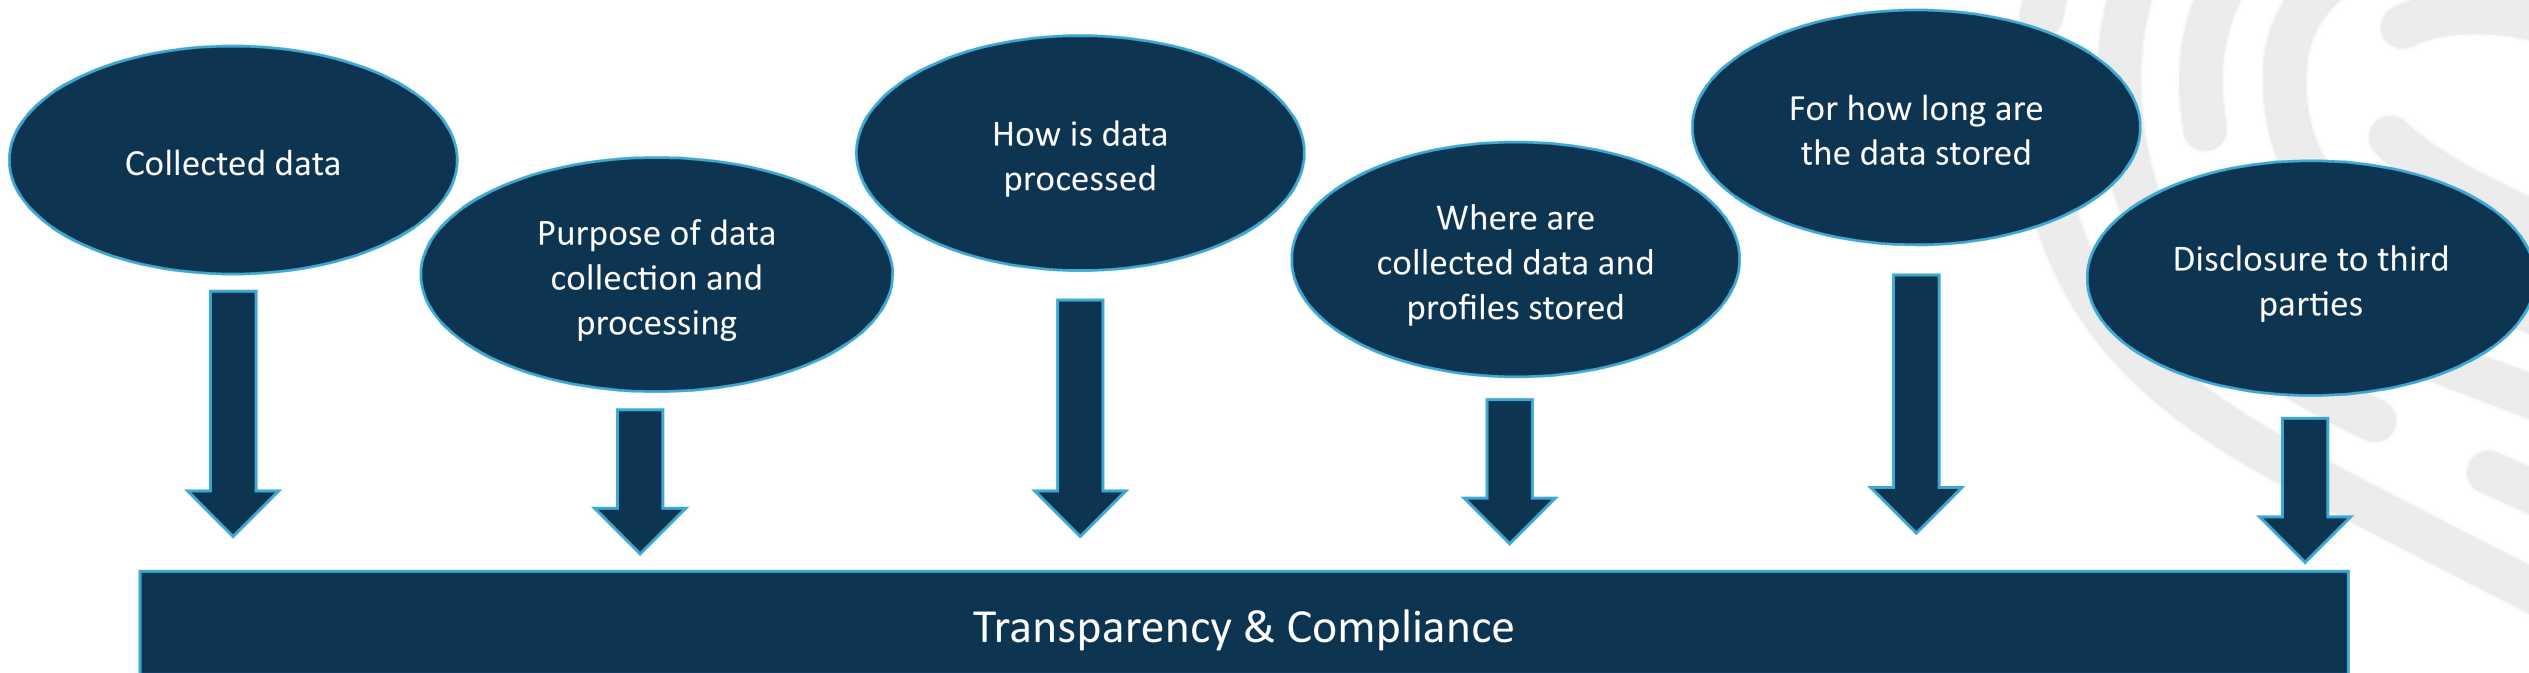 Collected data
Purpose of data
collection and
processing
How is data
processed
Where are
collected data and
profiles stored
For how long are
the data stored
Disclosure to third
parties
Transparency & Compliance